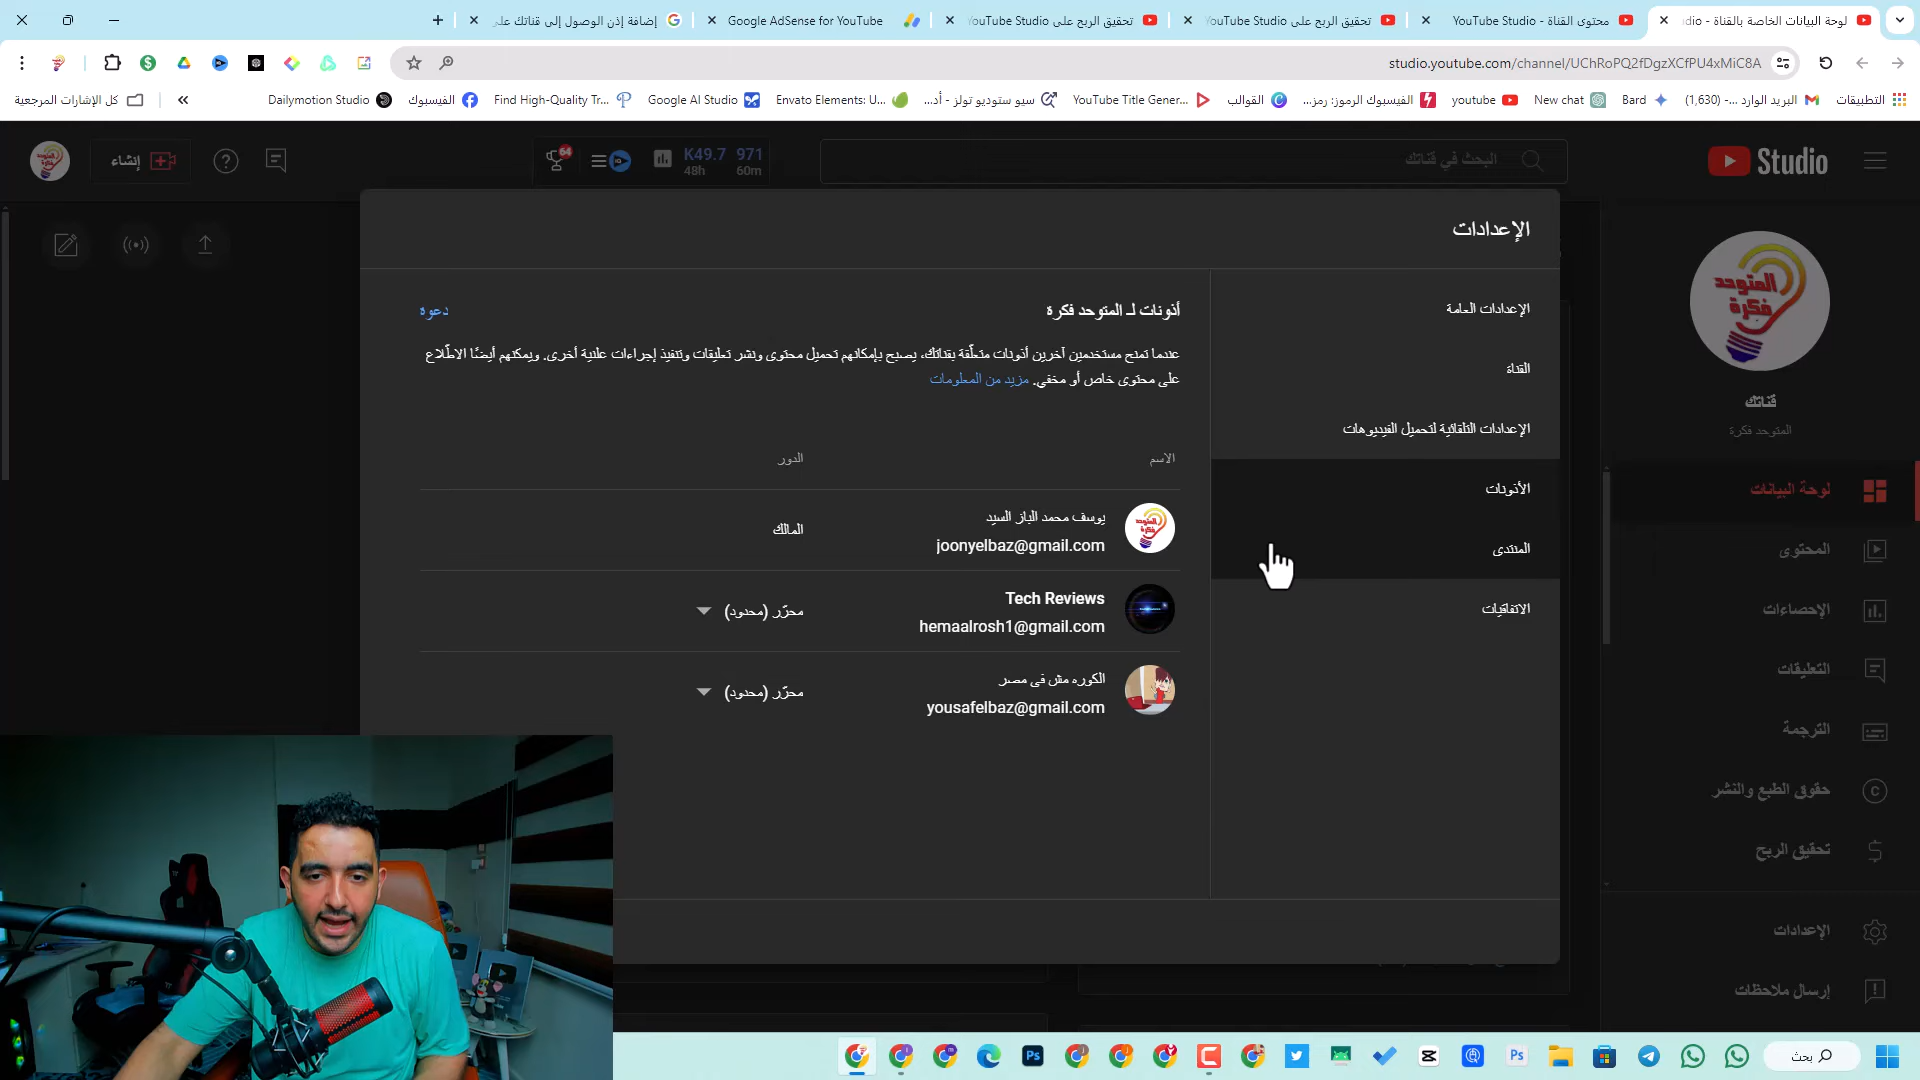 لوحة البيانات الخاصة بالقناة - dio
محتوى القناة - YouTube Studio
تحقيق الربح على YouTube Studio
تحقيق الربح على YouTube Studio
Google AdSense for YouTube
إضافة إذن الوصول إلى قناتك على
studio.youtube.com/channel/UChRoPQ2fDgzXCfPU4xMiC8A
التطبيقات
البريد الوارد -... (1,630)
Bard
New chat
youtube
الفيسبوك الرموز: رمز...
YouTube Title Gener...
سيو ستوديو تولز - أد...
القوالب
Envato Elements: U...
Google AI Studio
Find High-Quality Tr...
الفيسبوك
Dailymotion Studio
»
كل الإشارات المرجعية
Studio
البحث في قناتك
K49.7 971
48h 60m
64
إنشاء
الإعدادات
الإعدادات العامة
القناة
الإعدادات التلقائية لتحميل الفيديوهات
الأذونات
المنتدى
الاتفاقيات
أذونات لـ المتوحد فكرة
دعوة
عندما تمنح مستخدمين آخرين أذونات متعلّقة بقناتك، يصبح بإمكانهم تحميل محتوى ونشر تعليقات وتنفيذ إجراءات علنية أخرى. ويمكنهم أيضًا الاطّلاع
على محتوى خاص أو مخفي. مزيد من المعلومات
الاسم
الدور
يوسف محمد الباز السيد
joonyelbaz@gmail.com
المالك
Tech Reviews
hemaalrosh1@gmail.com
محرّر (محدود)
الكوره مش فى مصر
yousafelbaz@gmail.com
محرّر (محدود)
المتوحد
فكرة
قناتك
المتوحد فكرة
لوحة البيانات
المحتوى
الإحصاءات
التعليقات
الترجمة
حقوق الطبع والنشر
تحقيق الربح
الإعدادات
إرسال ملاحظات
بحث